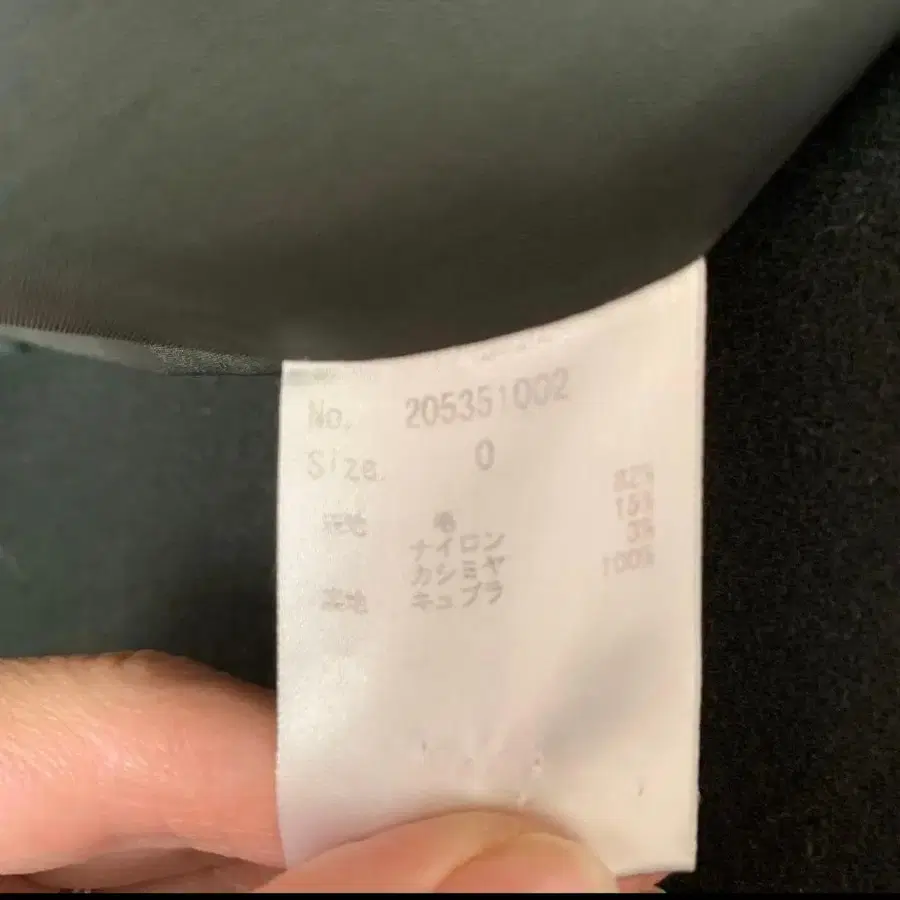 No. 205351002
Size 0
表地 毛 82%
ナイロン 15%
カシミヤ 3%
裏地 キュプラ 100%